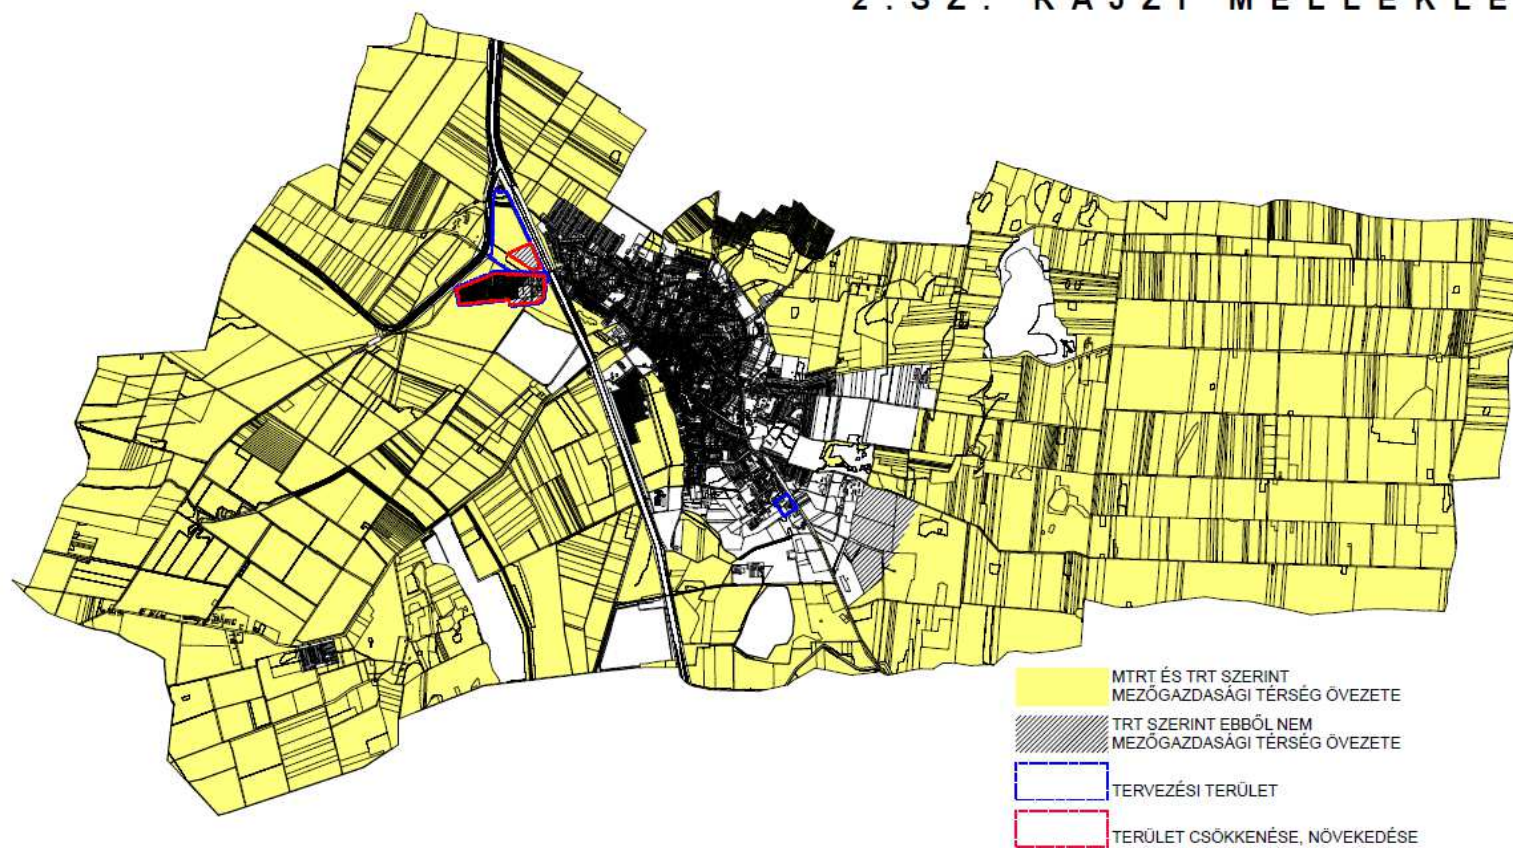 2. SZ. RAJZI MELLÉKLE
MTRT ÉS TRT SZERINT
MEZŐGAZDASÁGI TÉRSÉG ÖVEZETE
TRT SZERINT EBBŐL NEM
MEZŐGAZDASÁGI TÉRSÉG ÖVEZETE
TERVEZÉSI TERÜLET
TERÜLET CSÖKKENÉSE, NÖVEKEDÉSE